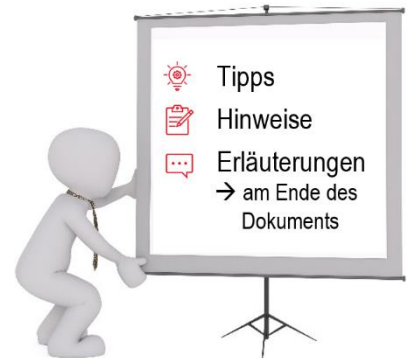 Tipps
Hinweise
Erläuterungen
→ am Ende des
Dokuments